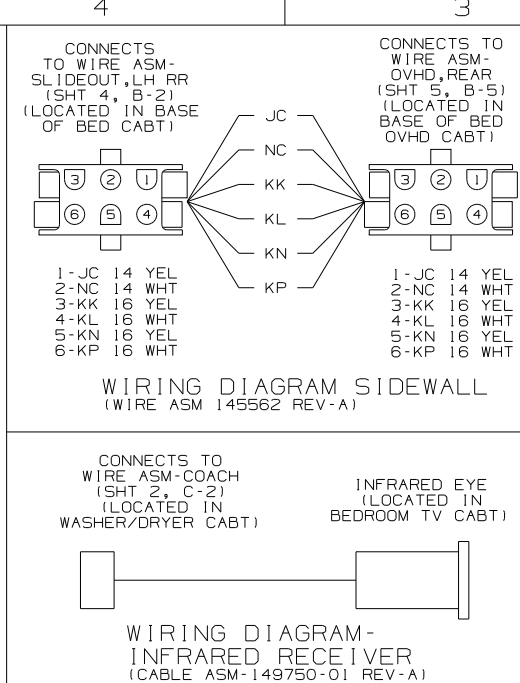 4
3
CONNECTS
TO WIRE ASM-
SLIDEOUT,LH RR
(SHT 4, B-2)
(LOCATED IN BASE
OF BED CABT)
CONNECTS TO
WIRE ASM-
OVHD,REAR
(SHT 5, B-5)
(LOCATED IN
BASE OF BED
OVHD CABT)
JC
NC
KK
KL
KN
KP
3 2 1
6 5 4
3 2 1
6 5 4
1-JC 14 YEL
2-NC 14 WHT
3-KK 16 YEL
4-KL 16 WHT
5-KN 16 YEL
6-KP 16 WHT
1-JC 14 YEL
2-NC 14 WHT
3-KK 16 YEL
4-KL 16 WHT
5-KN 16 YEL
6-KP 16 WHT
WIRING DIAGRAM SIDEWALL
(WIRE ASM 145562 REV-A)
CONNECTS TO
WIRE ASM-COACH
(SHT 2, C-2)
(LOCATED IN
WASHER/DRYER CABT)
INFRARED EYE
(LOCATED IN
BEDROOM TV CABT)
WIRING DIAGRAM-
INFRARED RECEIVER
(CABLE ASM-149750-01 REV-A)